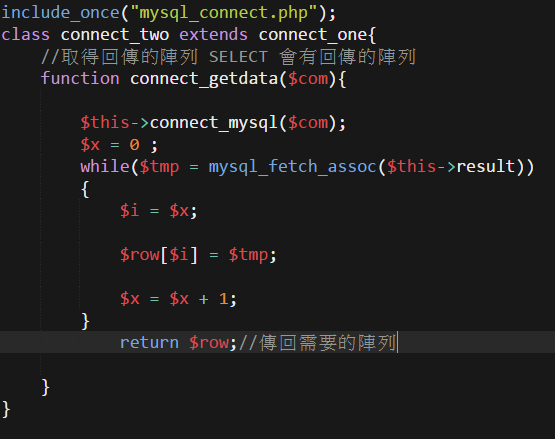 include_once("mysql_connect.php");
class connect_two extends connect_one{
//取得回傳的陣列 SELECT 會有回傳的陣列
function connect_getdata($com){
$this->connect_mysql($com);
$x = 0 ;
while($tmp = mysql_fetch_assoc($this->result))
{
$i = $x;
$row[$i] = $tmp;
$x = $x + 1;
}
return $row;//傳回需要的陣列
}
}